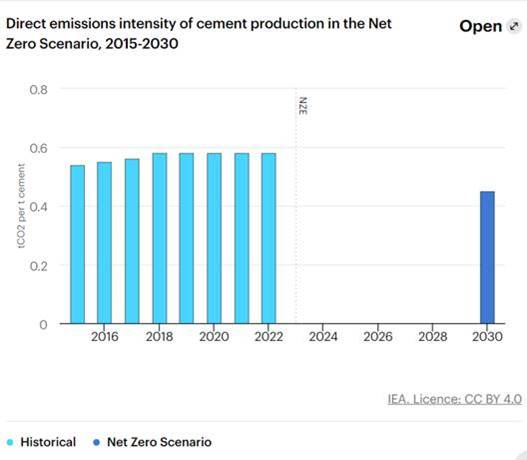 Direct emissions intensity of cement production in the Net
Zero Scenario, 2015-2030
Open
0.8
0.6
0.4
0.2
0
tCO2 per t cement
NZE
2016 2018 2020 2022 2024 2026 2028 2030
IEA. Licence: CC BY 4.0
Historical Net Zero Scenario